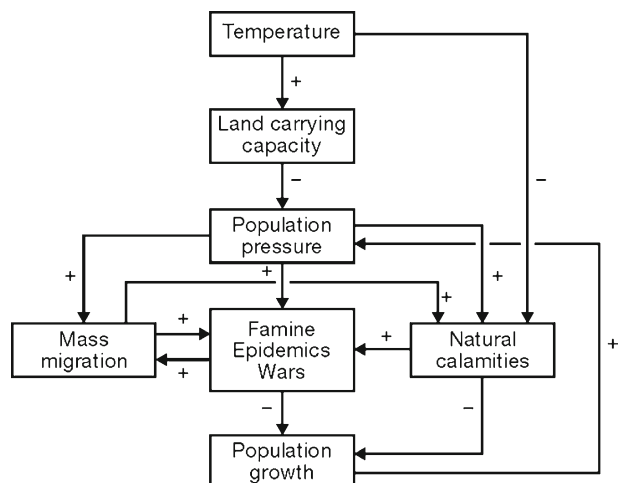 Temperature
+
Land carrying
capacity
−
−
Population
pressure
+
+
+
+
+
Mass
migration
+
Famine
Epidemics
Wars
+
Natural
calamities
+
−
−
Population
growth